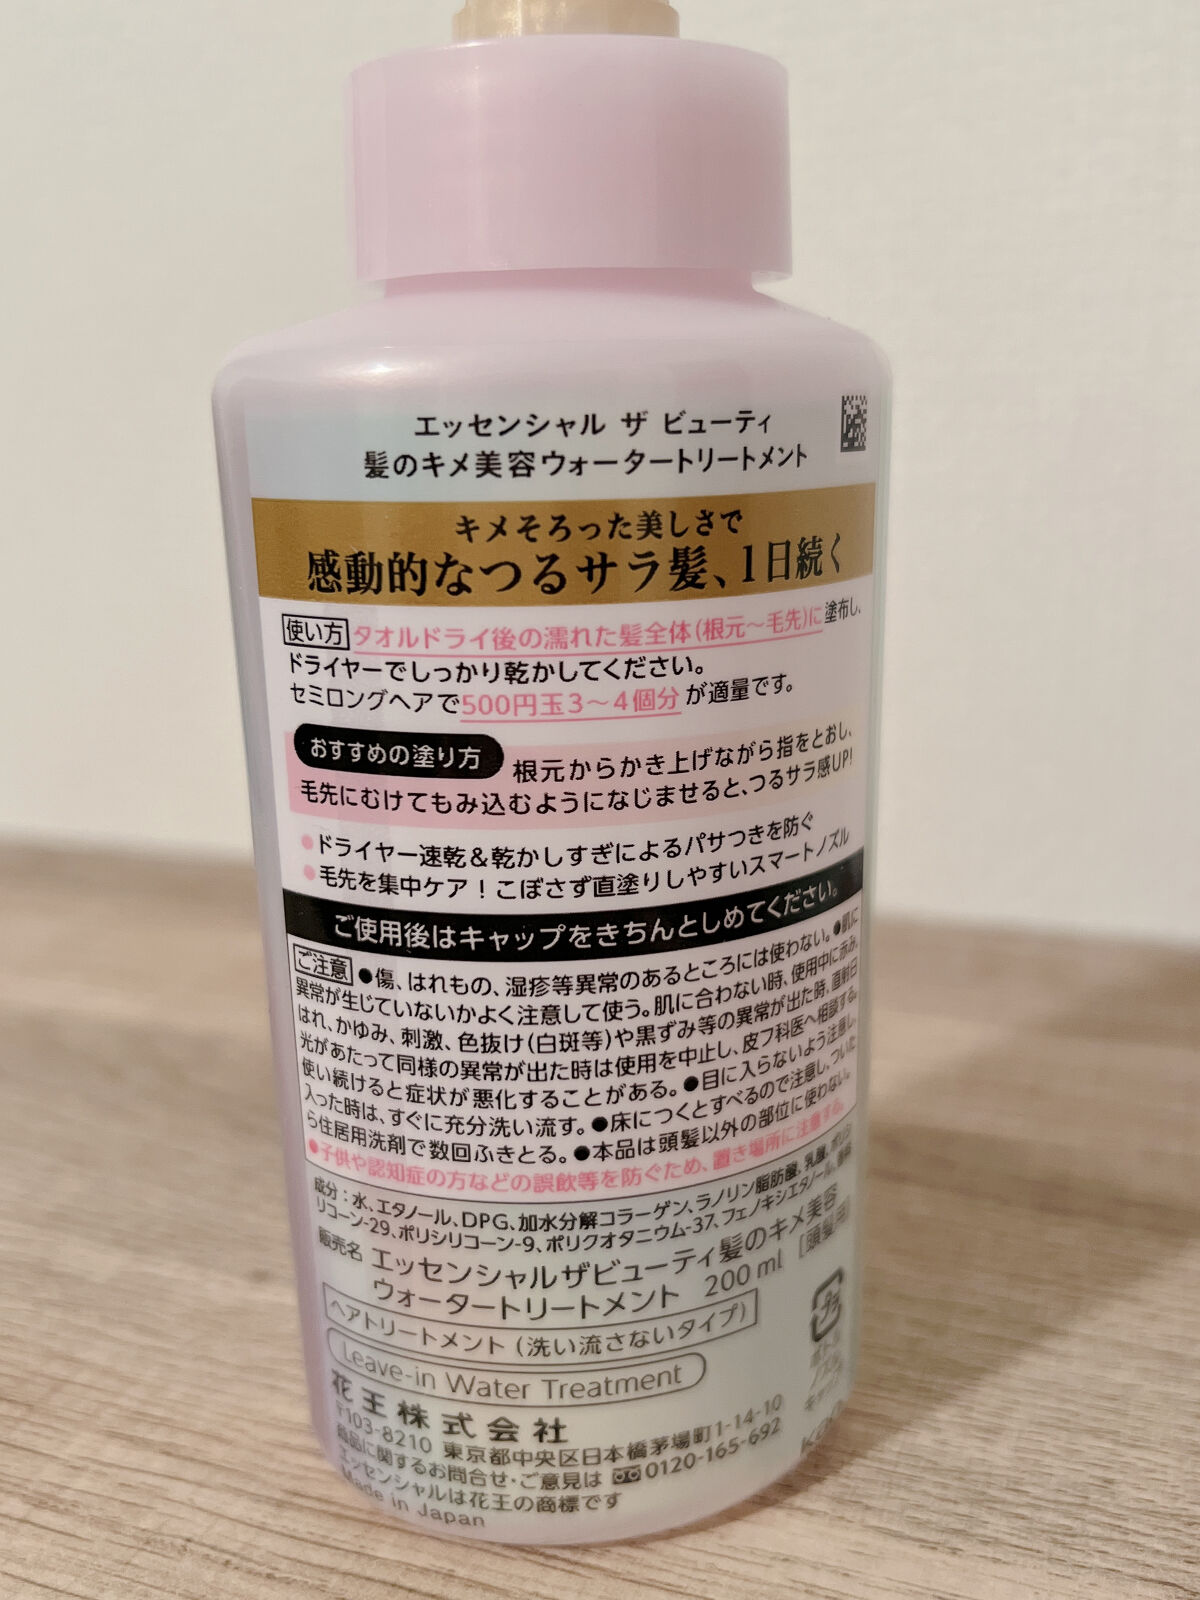 エッセンシャル ザ ビューティ
髪のキメ美容ウォータートリートメント
キメそろった美しさで
感動的なつるサラ髪、1日続く
使い方 タオルドライ後の濡れた髪全体(根元～毛先)に塗布し、
ドライヤーでしっかり乾かしてください。
セミロングヘアで500円玉3～4個分が適量です。
おすすめの塗り方 根元からかき上げながら指をとおし、
毛先にむけてもみ込むようになじませると、つるサラ感UP!
●ドライヤー速乾&乾かしすぎによるパサつきを防ぐ
●毛先を集中ケア!こぼさず直塗りしやすいスマートノズル
ご使用後はキャップをきちんとしめてください。
ご注意 ●傷、はれもの、湿疹等異常のあるところには使わない。●肌に
異常が生じていないかよく注意して使う。肌に合わない時、使用中に赤み、
はれ、かゆみ、刺激、色抜け(白斑等)や黒ずみ等の異常が出た時、直射日
光があたって同様の異常が出た時は使用を中止し、皮フ科医へ相談する。
使い続けると症状が悪化することがある。●目に入らないよう注意し、
入った時は、すぐに充分洗い流す。●床につくとすべるので注意し、ついた
ら住居用洗剤で数回ふきとる。●本品は頭髪以外の部位に使わない。
●子供や認知症の方などの誤飲等を防ぐため、置き場所に注意する。
成分:水、エタノール、DPG、加水分解コラーゲン、ラノリン脂肪酸、乳酸、ポリシ
リコーン-29、ポリシリコーン-9、ポリクオタニウム-37、フェノキシエタノール、香料
販売名 エッセンシャルザビューティ髪のキメ美容
ウォータートリートメント 200 ml [頭髪用]
ヘアトリートメント(洗い流さないタイプ)
Leave-in Water Treatment
花王株式会社
〒103-8210 東京都中央区日本橋茅場町1-14-10
商品に関するお問合せ・ご意見は 0120-165-692
エッセンシャルは花王の商標です
Made in Japan
プラ